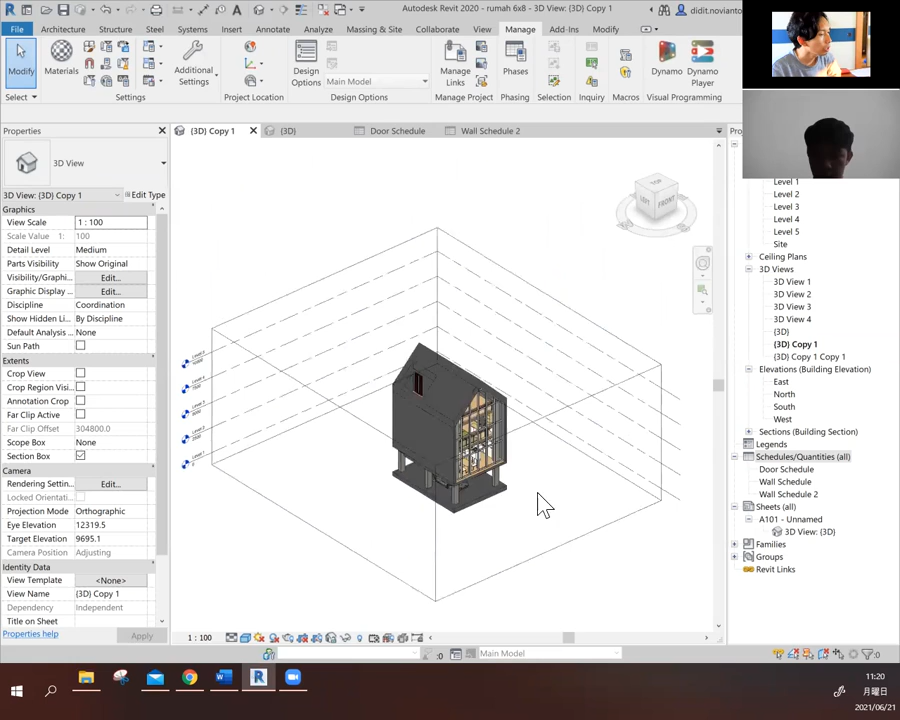 Autodesk Revit 2020 - rumah 6x8 - 3D View: {3D} Copy 1
didit.novianto
File
Architecture
Structure
Steel
Systems
Insert
Annotate
Analyze
Massing & Site
Collaborate
View
Manage
Add-Ins
Modify
Modify
Materials
Additional
Settings
Design
Options
Main Model
Manage
Links
Phases
Dynamo
Dynamo
Player
Select
Settings
Project Location
Design Options
Manage Project
Phasing
Selection
Inquiry
Macros
Visual Programming
Properties
{3D} Copy 1
{3D}
Door Schedule
Wall Schedule 2
3D View
3D View: {3D} Copy 1
Edit Type
Graphics
View Scale
1 : 100
Scale Value 1:
100
Detail Level
Medium
Parts Visibility
Show Original
Visibility/Graphi...
Edit...
Graphic Display ...
Edit...
Discipline
Coordination
Show Hidden Li...
By Discipline
Default Analysis ...
None
Sun Path
Extents
Crop View
Crop Region Visi...
Annotation Crop
Far Clip Active
Far Clip Offset
304800.0
Scope Box
None
Section Box
Camera
Rendering Settin...
Edit...
Locked Orientati...
Projection Mode
Orthographic
Eye Elevation
12319.5
Target Elevation
9695.1
Camera Position
Adjusting
Identity Data
View Template
<None>
View Name
{3D} Copy 1
Dependency
Independent
Title on Sheet
Properties help
Apply
TOP
FRONT
Level 1
Level 2
Level 3
Level 4
Level 5
Site
Ceiling Plans
3D Views
3D View 1
3D View 2
3D View 3
3D View 4
{3D}
{3D} Copy 1
{3D} Copy 1 Copy 1
Elevations (Building Elevation)
East
North
South
West
Sections (Building Section)
Legends
Schedules/Quantities (all)
Door Schedule
Wall Schedule
Wall Schedule 2
Sheets (all)
A101 - Unnamed
3D View: {3D}
Families
Groups
Revit Links
1 : 100
:0
Main Model
:0
11:20
月曜日
2021/06/21